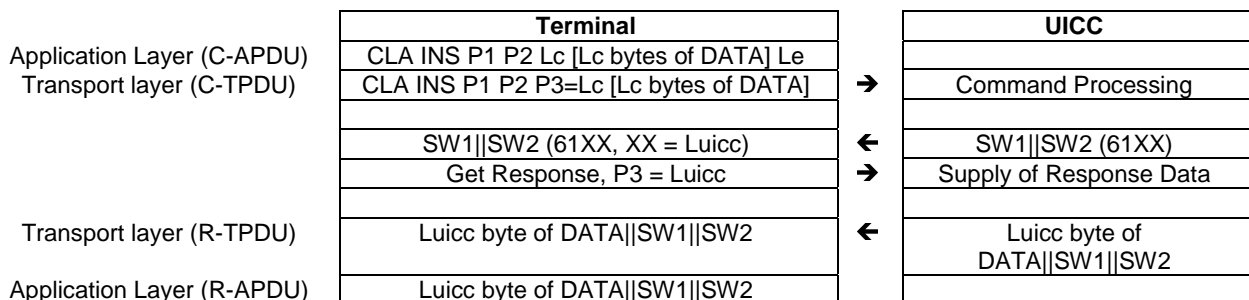 Terminal UICC
Application Layer (C-APDU) CLA INS P1 P2 Lc [Lc bytes of DATA] Le
Transport layer (C-TPDU) CLA INS P1 P2 P3=Lc [Lc bytes of DATA] ➔ Command Processing
SW1||SW2 (61XX, XX = Luicc) 🡸 SW1||SW2 (61XX)
Get Response, P3 = Luicc ➔ Supply of Response Data
Transport layer (R-TPDU) Luicc byte of DATA||SW1||SW2 🡸 Luicc byte of
DATA||SW1||SW2
Application Layer (R-APDU) Luicc byte of DATA||SW1||SW2